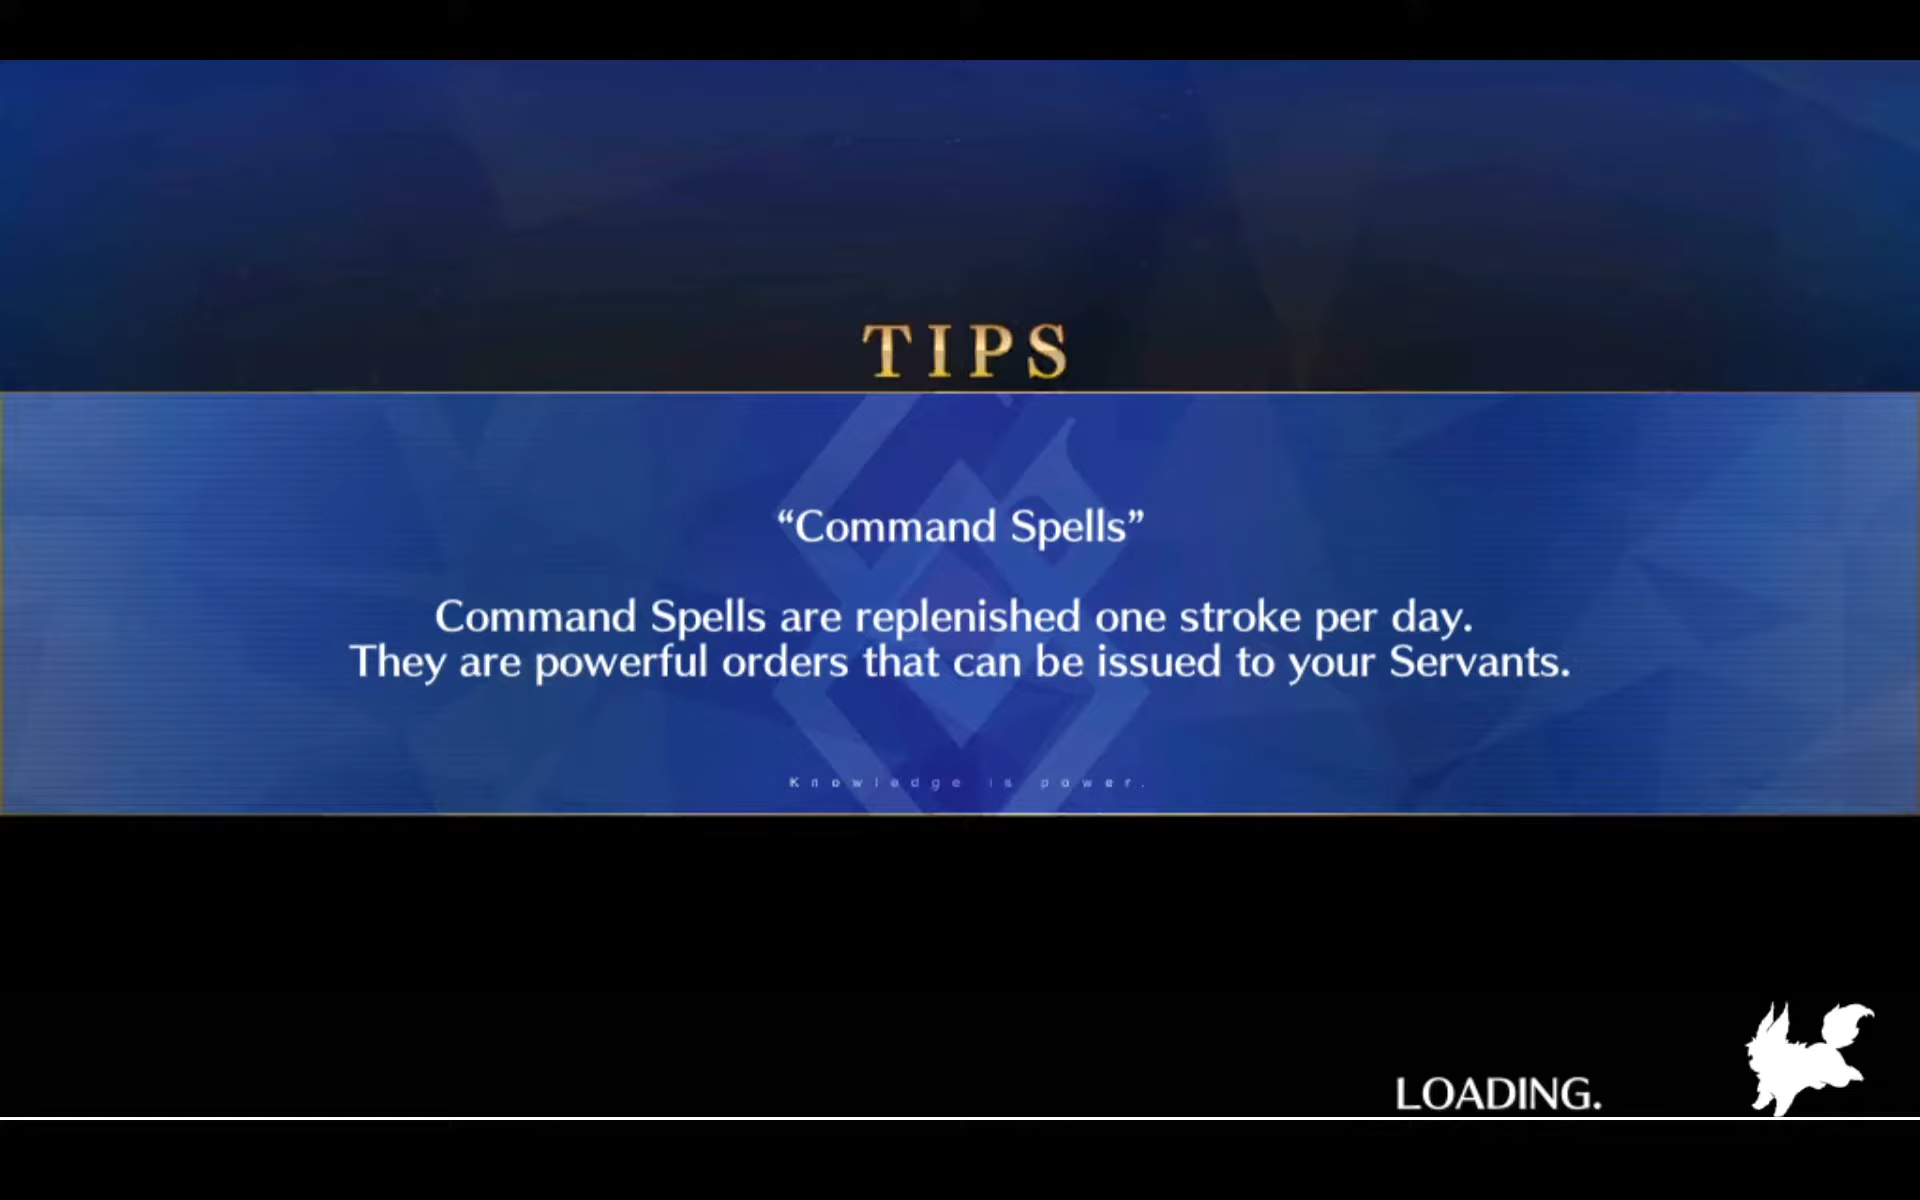 TIPS
“Command Spells”
Command Spells are replenished one stroke per day.
They are powerful orders that can be issued to your Servants.
Knowledge is power.
LOADING.